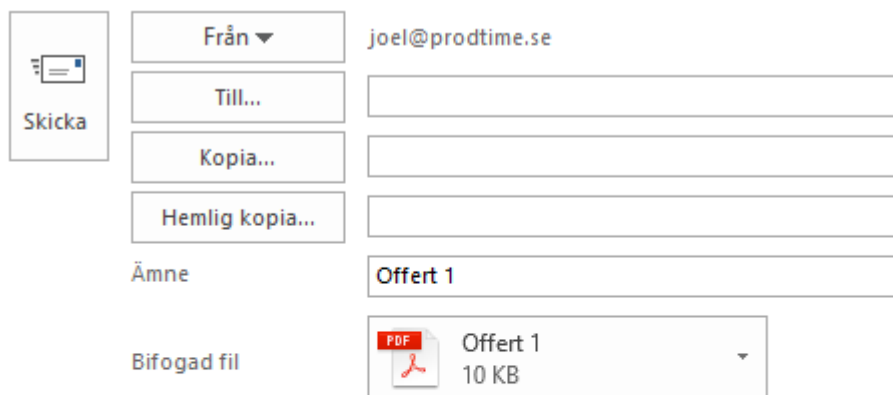 Från
joel@prodtime.se
Till...
Skicka
Kopia...
Hemlig kopia...
Ämne
Offert 1
Bifogad fil
PDF
Offert 1
10 KB